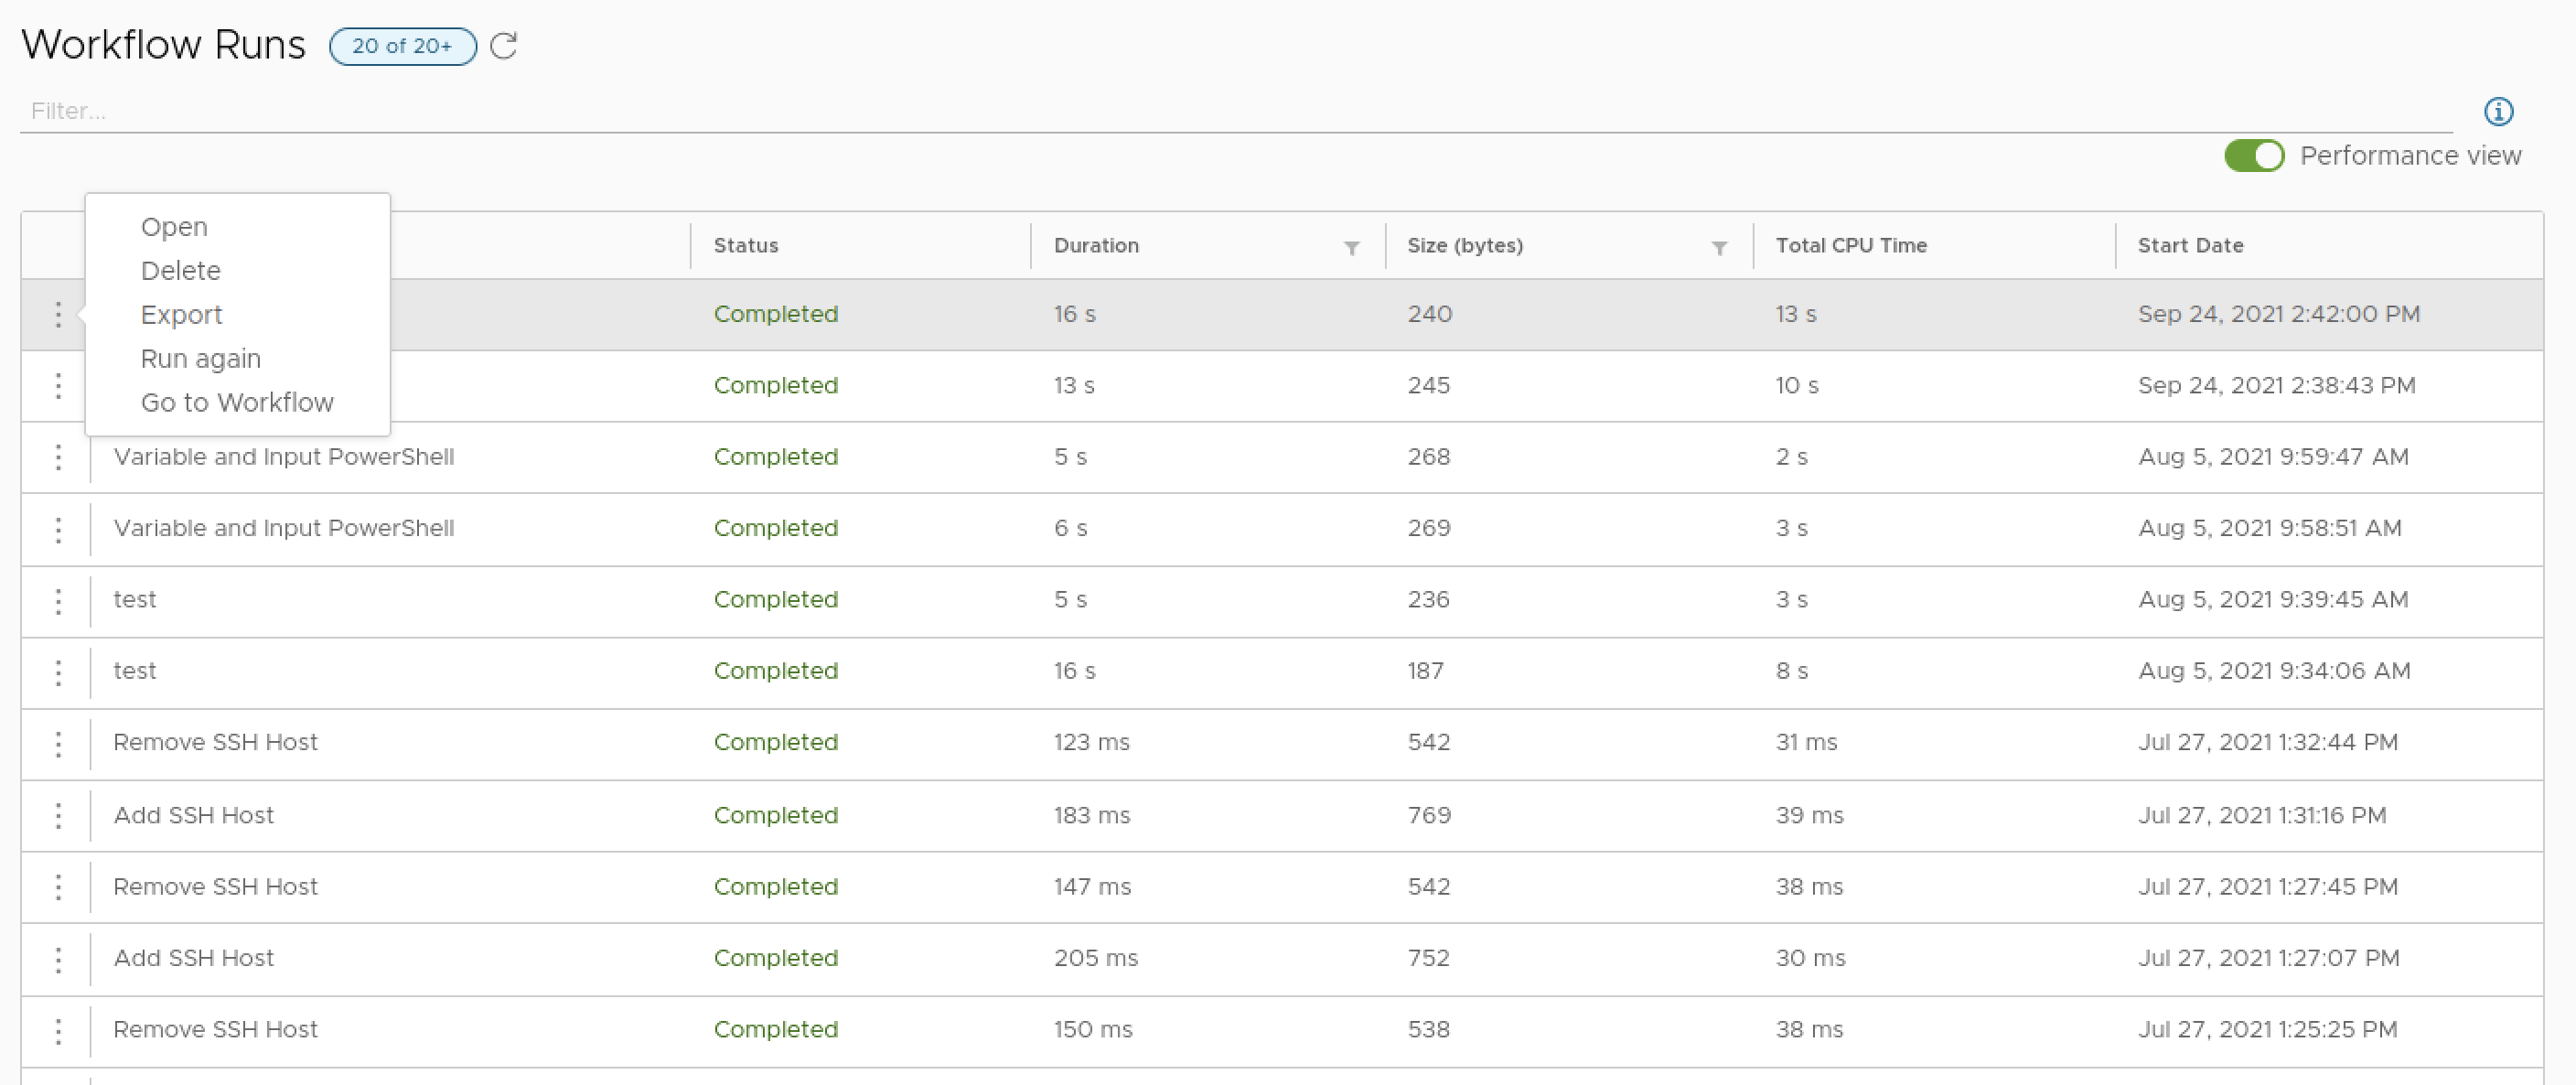 Workflow Runs 20 of 20+
Filter...
Performance view
Open
Delete
Export
Run again
Go to Workflow
Status Duration Size (bytes) Total CPU Time Start Date
Completed 16 s 240 13 s Sep 24, 2021 2:42:00 PM
Completed 13 s 245 10 s Sep 24, 2021 2:38:43 PM
Variable and Input PowerShell Completed 5 s 268 2 s Aug 5, 2021 9:59:47 AM
Variable and Input PowerShell Completed 6 s 269 3 s Aug 5, 2021 9:58:51 AM
test Completed 5 s 236 3 s Aug 5, 2021 9:39:45 AM
test Completed 16 s 187 8 s Aug 5, 2021 9:34:06 AM
Remove SSH Host Completed 123 ms 542 31 ms Jul 27, 2021 1:32:44 PM
Add SSH Host Completed 183 ms 769 39 ms Jul 27, 2021 1:31:16 PM
Remove SSH Host Completed 147 ms 542 38 ms Jul 27, 2021 1:27:45 PM
Add SSH Host Completed 205 ms 752 30 ms Jul 27, 2021 1:27:07 PM
Remove SSH Host Completed 150 ms 538 38 ms Jul 27, 2021 1:25:25 PM